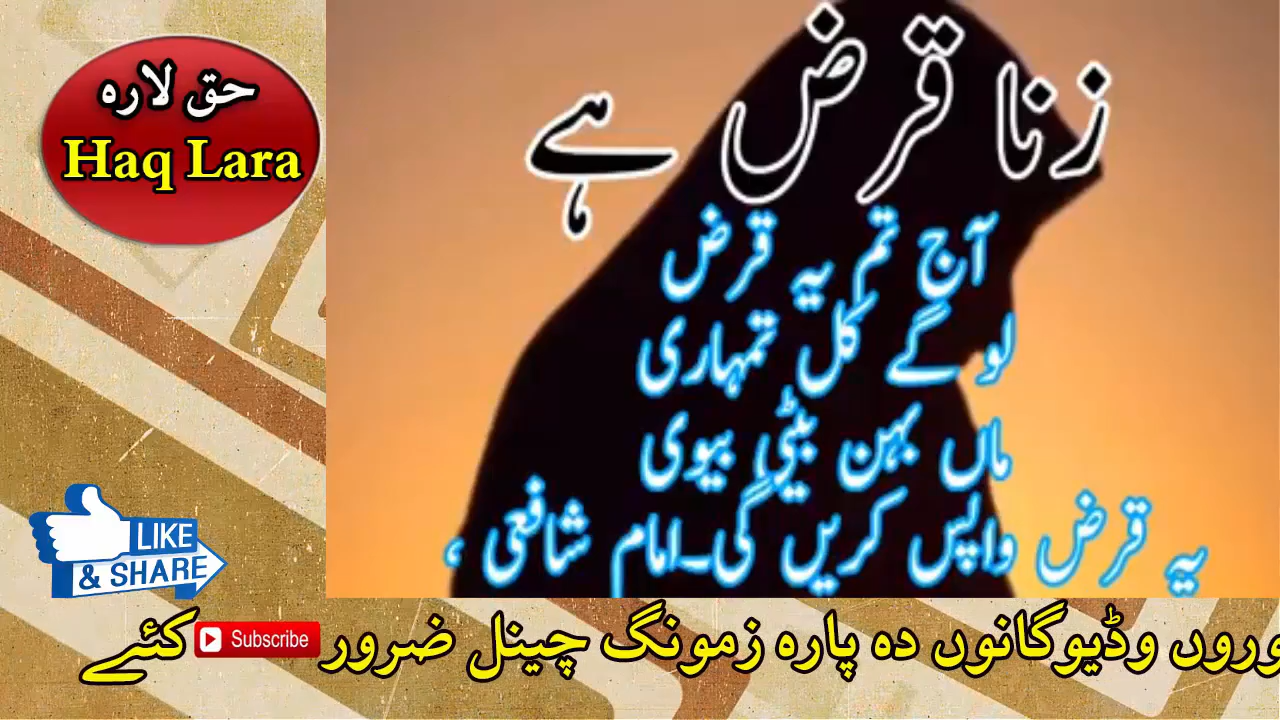 حق لارہ
Haq Lara
زنا قرض ہے
آج تم یہ قرض
لو گے کل تمہاری
ماں بہن بیٹی بیوی
یہ قرض واپس کریں گی۔امام شافعی ،
LIKE
& SHARE
وروں وڈیوگانوں دہ پارہ زمونگ چینل ضرور Subscribe کئے